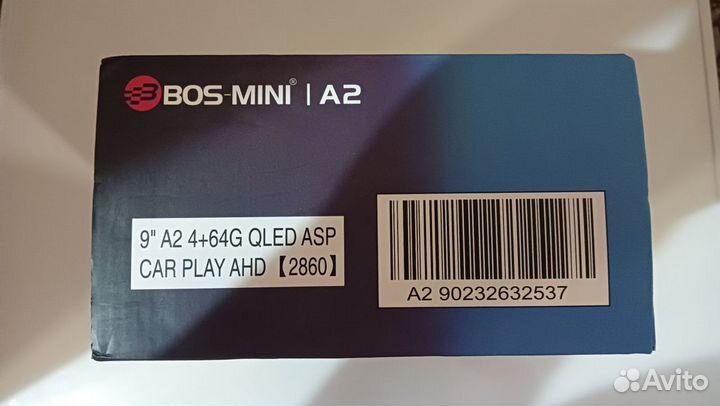 BOS-MINI® | A2
9" A2 4+64G QLED ASP
CAR PLAY AHD【2860】
A2 90232632537
Avito